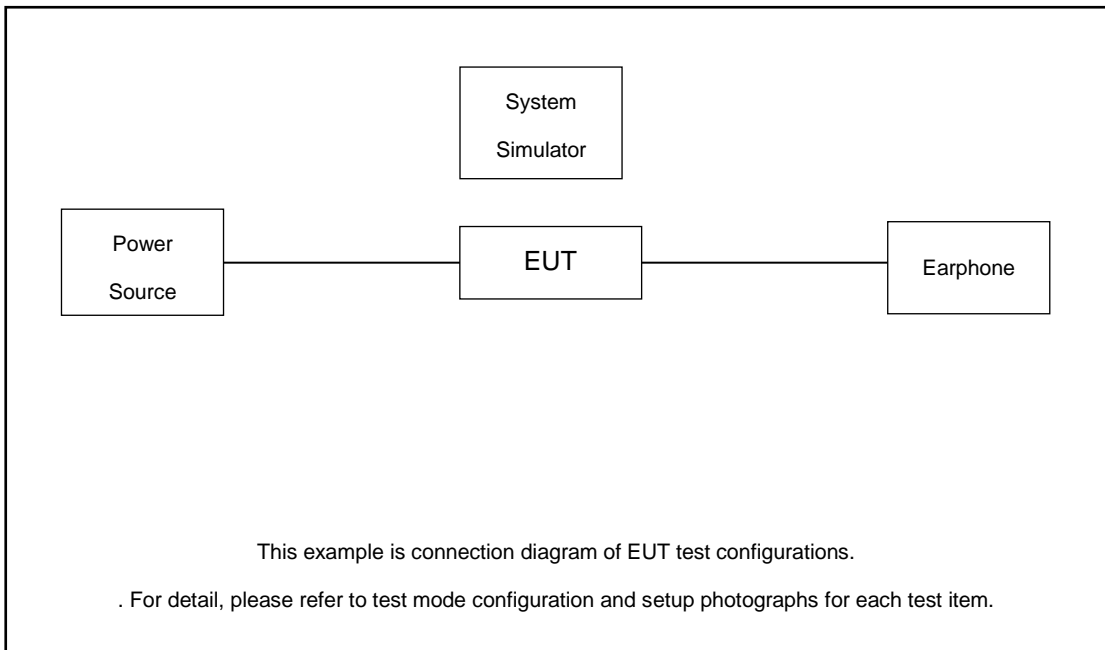 System
Simulator
Power
Source
EUT
Earphone
This example is connection diagram of EUT test configurations.
. For detail, please refer to test mode configuration and setup photographs for each test item.